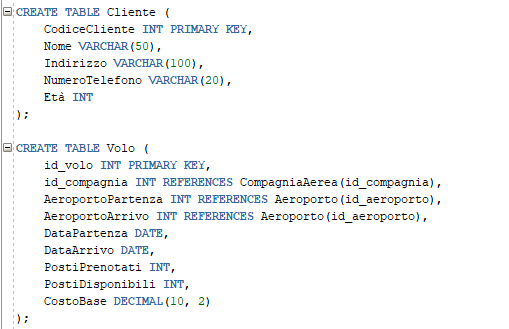 CREATE TABLE Cliente (
CodiceCliente INT PRIMARY KEY,
Nome VARCHAR(50),
Indirizzo VARCHAR(100),
NumeroTelefono VARCHAR(20),
Età INT
);
CREATE TABLE Volo (
id_volo INT PRIMARY KEY,
id_compagnia INT REFERENCES CompagniaAerea(id_compagnia),
AeroportoPartenza INT REFERENCES Aeroporto(id_aeroporto),
AeroportoArrivo INT REFERENCES Aeroporto(id_aeroporto),
DataPartenza DATE,
DataArrivo DATE,
PostiPrenotati INT,
PostiDisponibili INT,
CostoBase DECIMAL(10, 2)
);